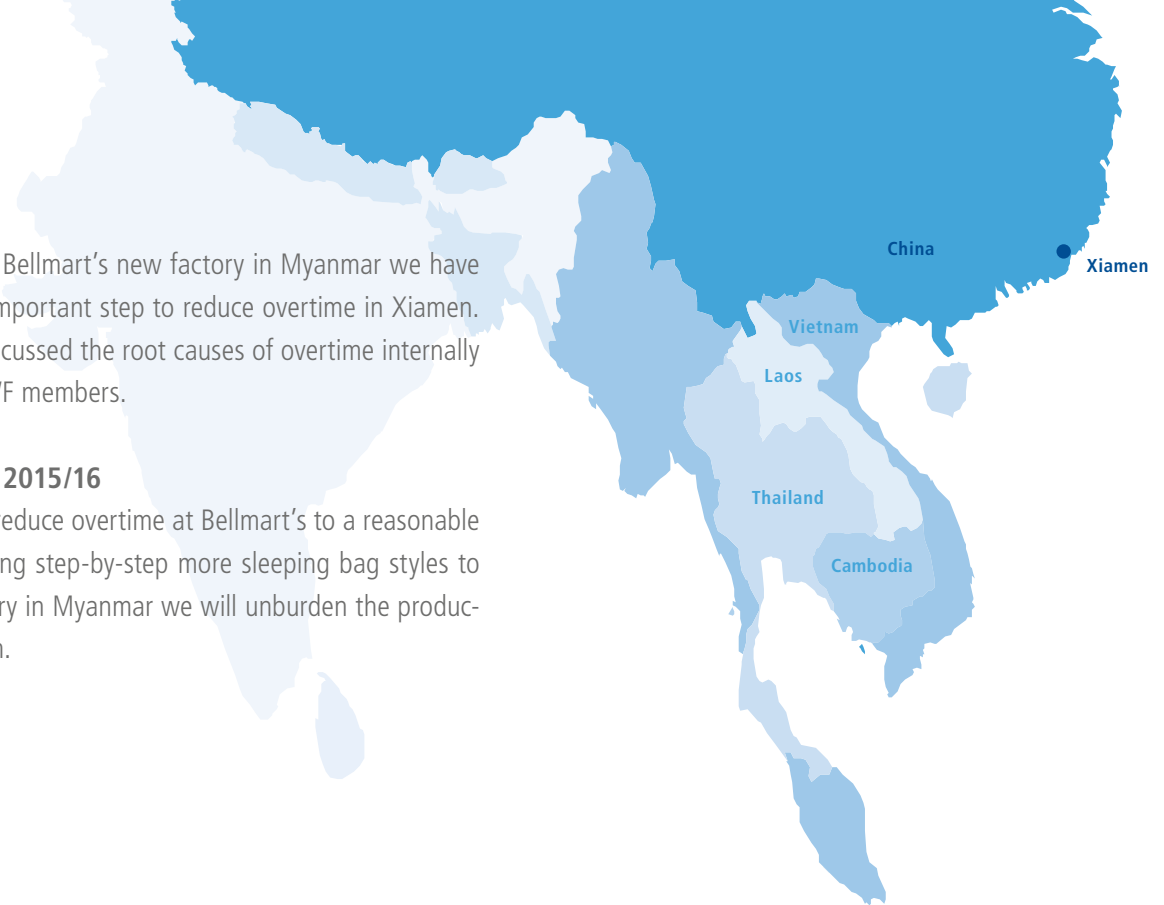 Bellmart’s new factory in Myanmar we have
mportant step to reduce overtime in Xiamen.
cussed the root causes of overtime internally
F members.
2015/16
reduce overtime at Bellmart’s to a reasonable
ng step-by-step more sleeping bag styles to
ry in Myanmar we will unburden the produc-
n.
China
Xiamen
Vietnam
Laos
Thailand
Cambodia